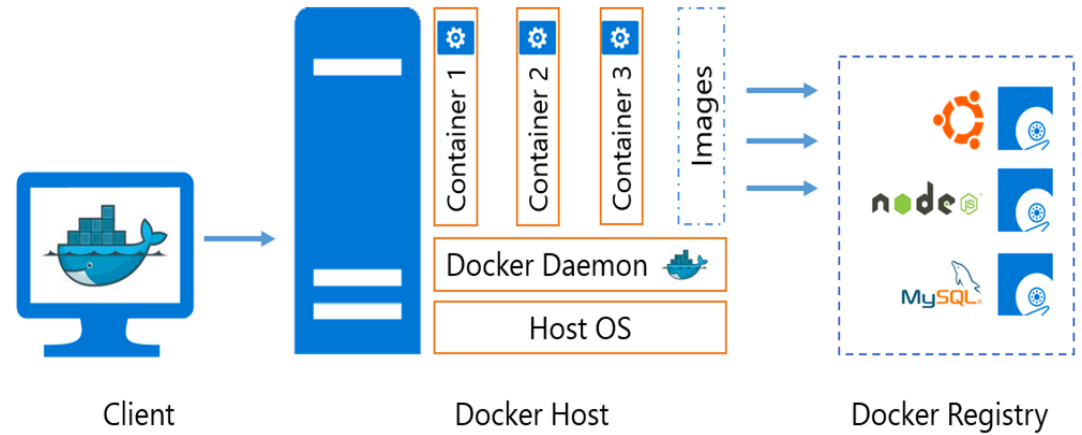 Container 1
Container 2
Container 3
Images
Docker Daemon
Host OS
node
JS
MySQL
Client
Docker Host
Docker Registry